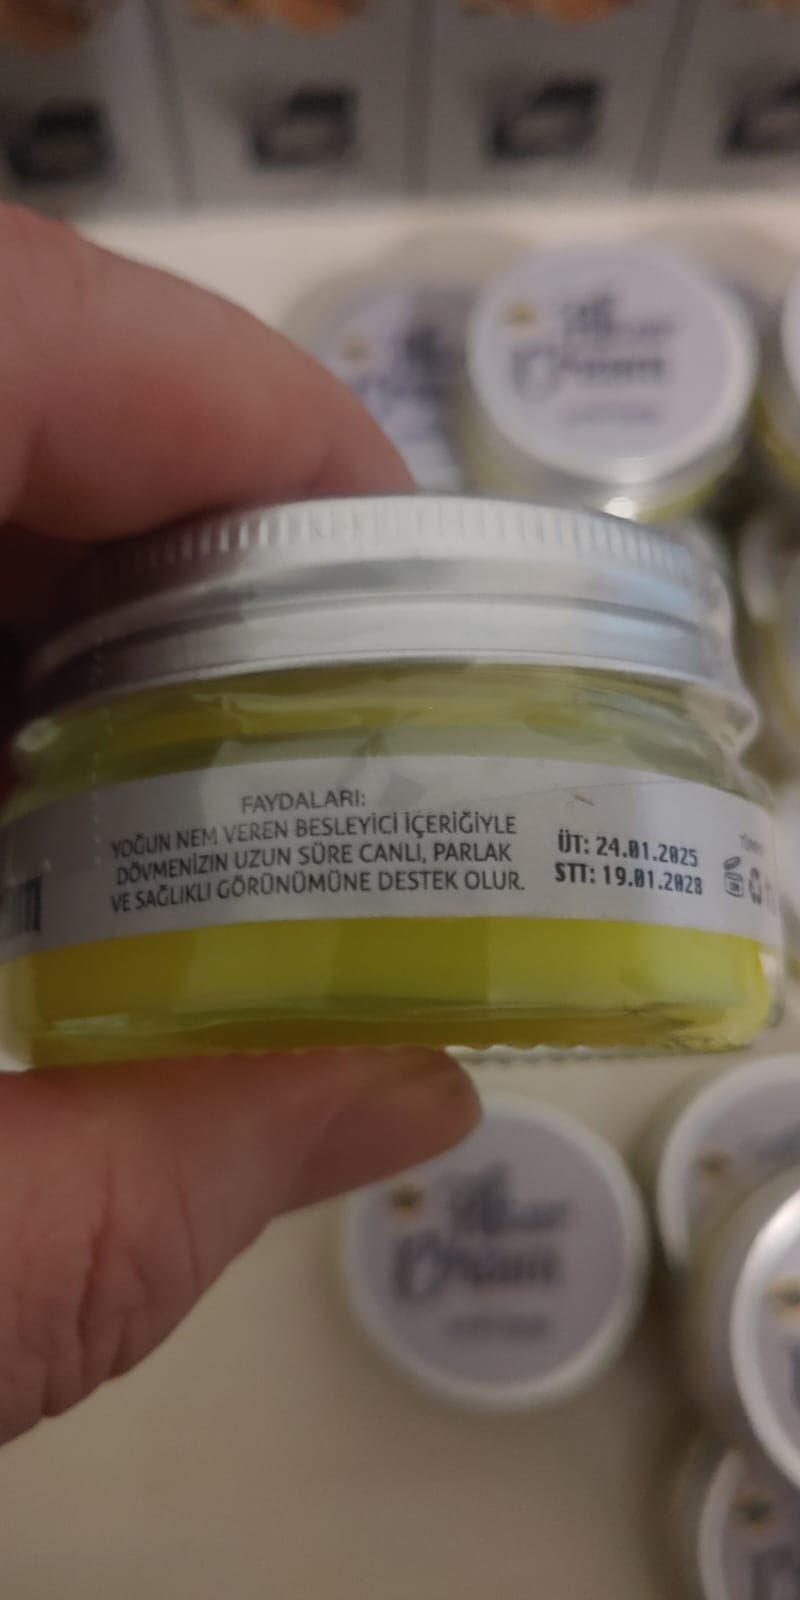 FAYDALARI:
YOĞUN NEM VEREN BESLEYİCİ İÇERİĞİYLE
DÖVMENİZIN UZUN SÜRE CANLI, PARLAK
VE SAĞLIKLI GÖRÜNÜMÜNE DESTEK OLUR.
ÜT: 24.01.2025
STT: 19.01.2028